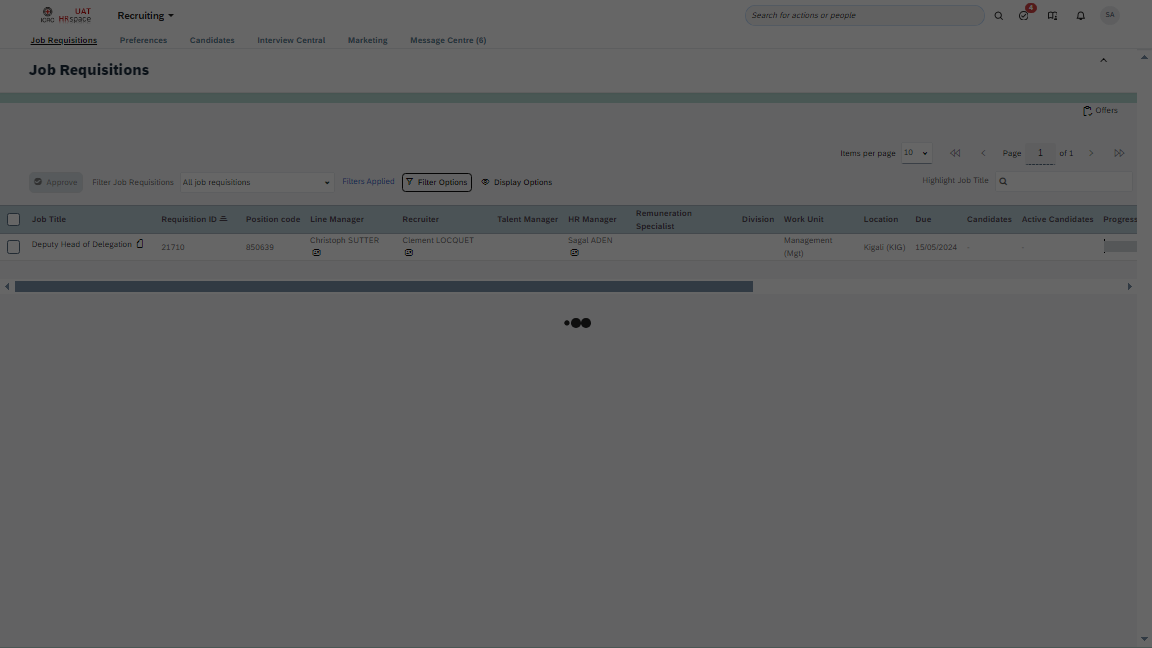 ICRC
UAT
HRspace
Recruiting
Search for actions or people
4
SA
Job Requisitions
Preferences
Candidates
Interview Central
Marketing
Message Centre (6)
Job Requisitions
Offers
Items per page
10
Page
1
of 1
Approve
Filter Job Requisitions
All job requisitions
Filters Applied
Filter Options
Display Options
Highlight Job Title
Job Title
Requisition ID
Position code
Line Manager
Recruiter
Talent Manager
HR Manager
Remuneration
Specialist
Division
Work Unit
Location
Due
Candidates
Active Candidates
Progress
Deputy Head of Delegation
21710
850639
Christoph SUTTER
Clement LOCQUET
Sagal ADEN
Management
(Mgt)
Kigali (KIG)
15/05/2024
-
-